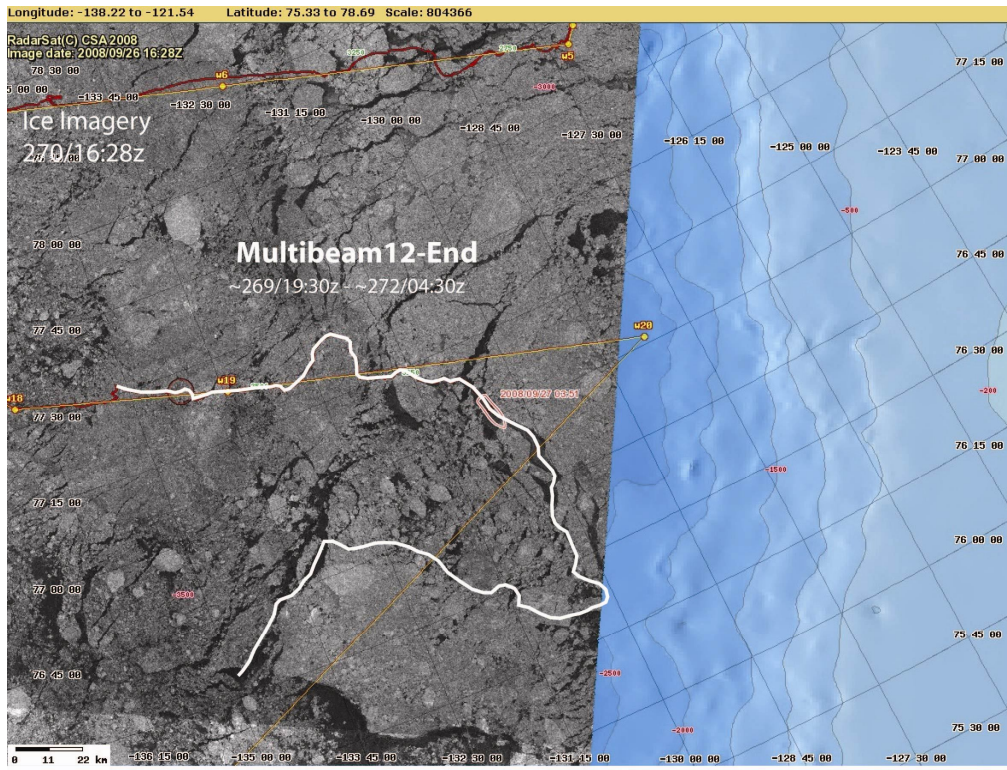 Longitude: -138.22 to -121.54 Latitude: 75.33 to 78.69 Scale: 804366
RadarSat(C) CSA 2008
Image date: 2008/09/26 16:28Z
3250
2750
w5
78 30 00
77 15 00
w6
-3000
-133 45 00
-132 30 00
-131 15 00
-130 00 00
-128 45 00
-127 30 00
-126 15 00
-125 00 00
-123 45 00
77 00 00
Ice Imagery
270/16:28z
-500
78 00 00
Multibeam12-End
~269/19:30z - ~272/04:30z
76 45 00
77 45 00
w20
76 30 00
w19
w18
2008/09/27 03:51
-200
77 30 00
76 15 00
-1500
77 15 00
76 00 00
77 00 00
-3500
75 45 00
76 45 00
-2500
-2000
75 30 00
0 11 22 km
-136 15 00
-135 00 00
-133 45 00
-132 30 00
-131 15 00
-130 00 00
-128 45 00
-127 30 00